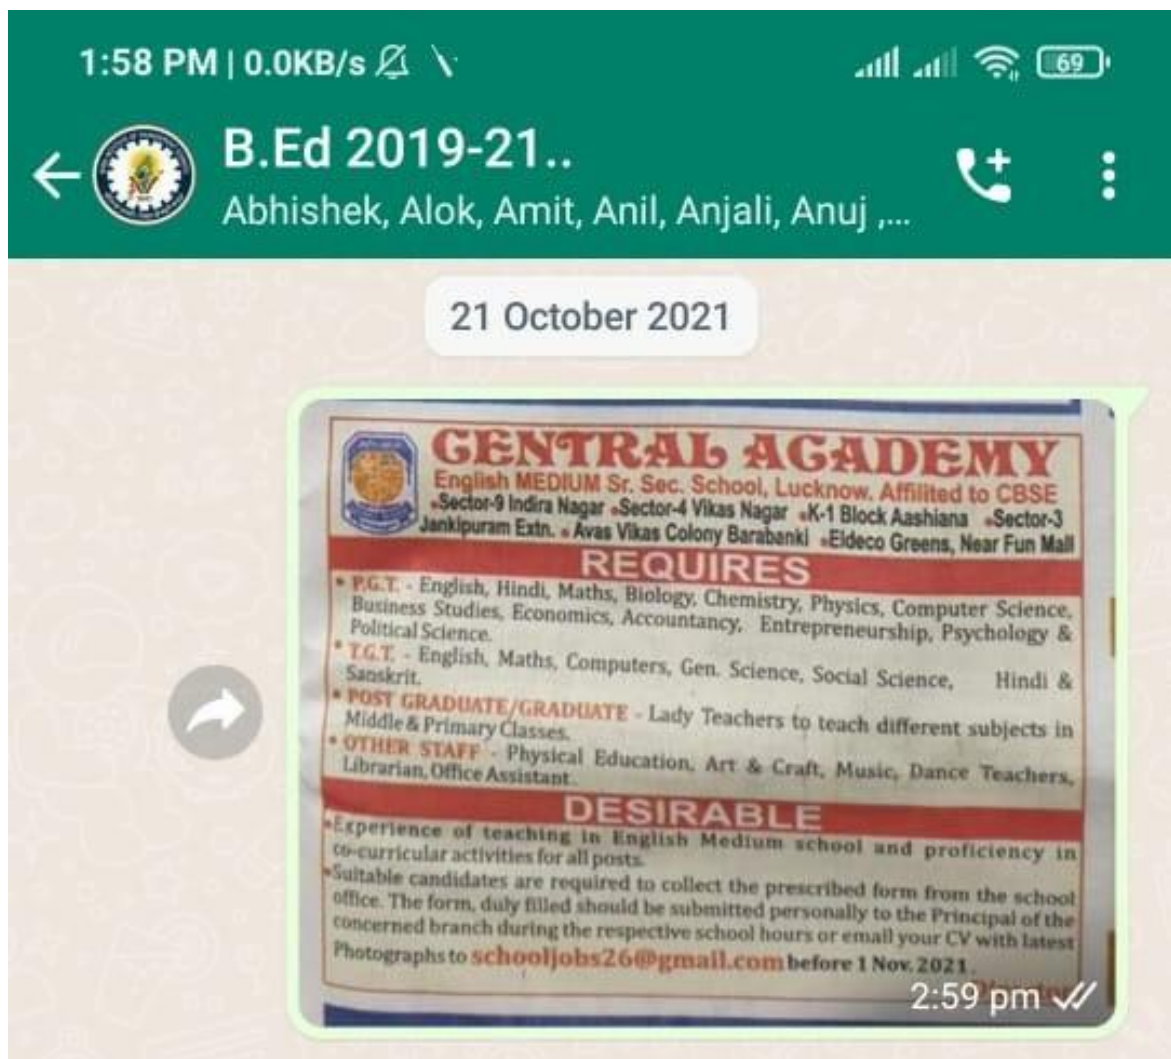 1:58 PM | 0.0KB/s
69
B.Ed 2019-21..
Abhishek, Alok, Amit, Anil, Anjali, Anuj ,...
21 October 2021
CENTRAL ACADEMY
English MEDIUM Sr. Sec. School, Lucknow. Affilited to CBSE
•Sector-9 Indira Nagar •Sector-4 Vikas Nagar •K-1 Block Aashiana •Sector-3
Jankipuram Extn. •Avas Vikas Colony Barabanki •Eldeco Greens, Near Fun Mall
REQUIRES
• P.G.T. - English, Hindi, Maths, Biology, Chemistry, Physics, Computer Science,
Business Studies, Economics, Accountancy, Entrepreneurship, Psychology &
Political Science.
• T.G.T. - English, Maths, Computers, Gen. Science, Social Science, Hindi &
Sanskrit.
• POST GRADUATE/GRADUATE - Lady Teachers to teach different subjects in
Middle & Primary Classes.
• OTHER STAFF - Physical Education, Art & Craft, Music, Dance Teachers,
Librarian, Office Assistant.
DESIRABLE
•Experience of teaching in English Medium school and proficiency in
co-curricular activities for all posts.
•Suitable candidates are required to collect the prescribed form from the school
office. The form, duly filled should be submitted personally to the Principal of the
concerned branch during the respective school hours or email your CV with latest
Photographs to schooljobs26@gmail.com before 1 Nov. 2021.
2:59 pm